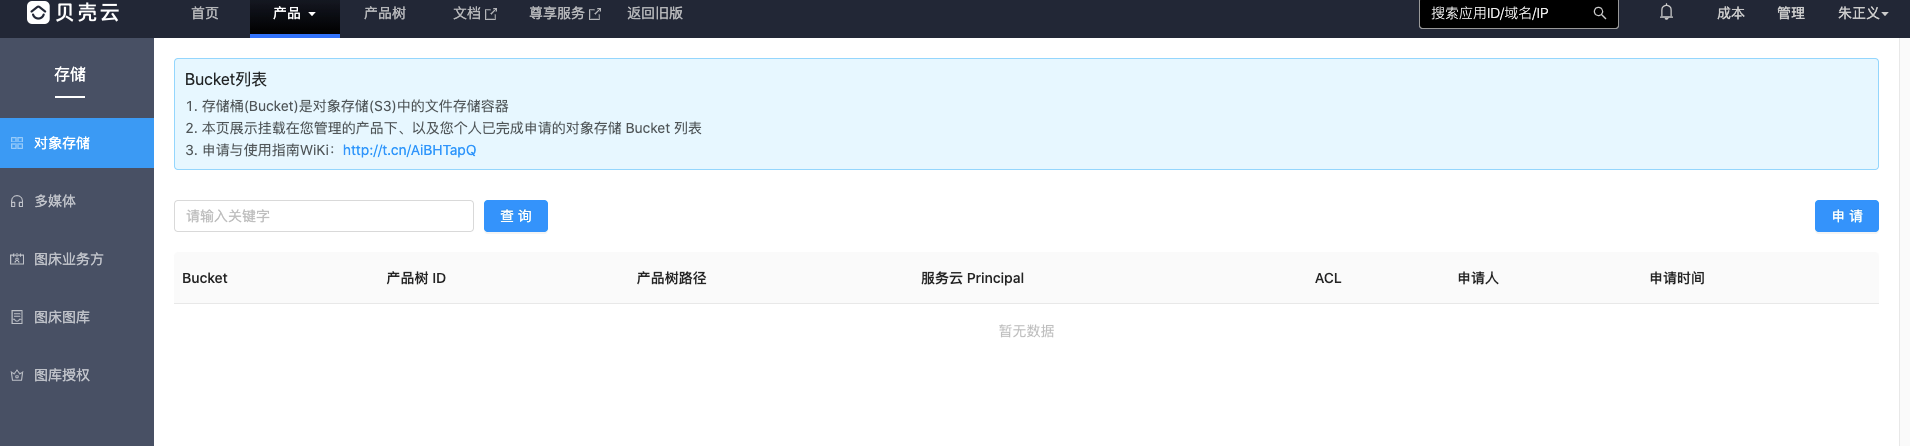 贝壳云 首页 产品 产品树 文档 尊享服务 返回旧版 搜索应用ID/域名/IP 成本 管理 朱正义
存储
对象存储
多媒体
图床业务方
图床图库
图库授权
Bucket列表
1. 存储桶(Bucket)是对象存储(S3)中的文件存储容器
2. 本页展示挂载在您管理的产品下、以及您个人已完成申请的对象存储 Bucket 列表
3. 申请与使用指南WiKi：http://t.cn/AiBHTapQ
请输入关键字 查 询 申 请
Bucket 产品树 ID 产品树路径 服务云 Principal ACL 申请人 申请时间
暂无数据